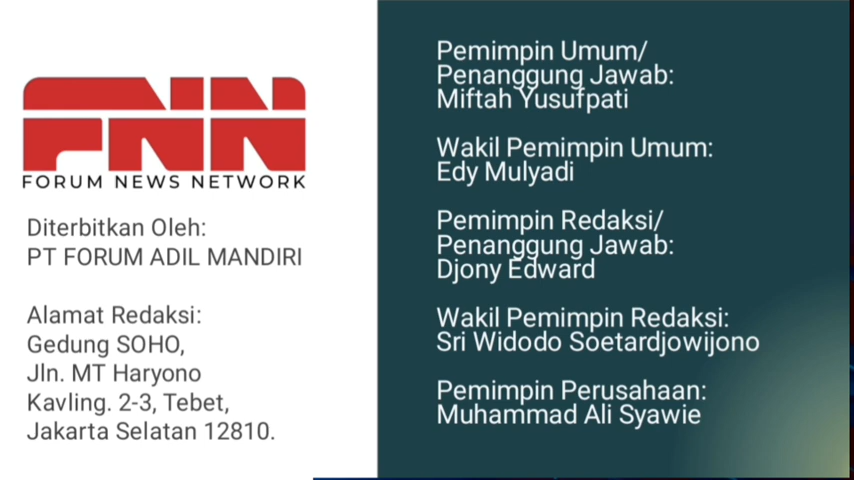 FNN
FORUM NEWS NETWORK
Diterbitkan Oleh:
PT FORUM ADIL MANDIRI
Alamat Redaksi:
Gedung SOHO,
Jln. MT Haryono
Kavling. 2-3, Tebet,
Jakarta Selatan 12810.
Pemimpin Umum/
Penanggung Jawab:
Miftah Yusufpati
Wakil Pemimpin Umum:
Edy Mulyadi
Pemimpin Redaksi/
Penanggung Jawab:
Djony Edward
Wakil Pemimpin Redaksi:
Sri Widodo Soetardjowijono
Pemimpin Perusahaan:
Muhammad Ali Syawie